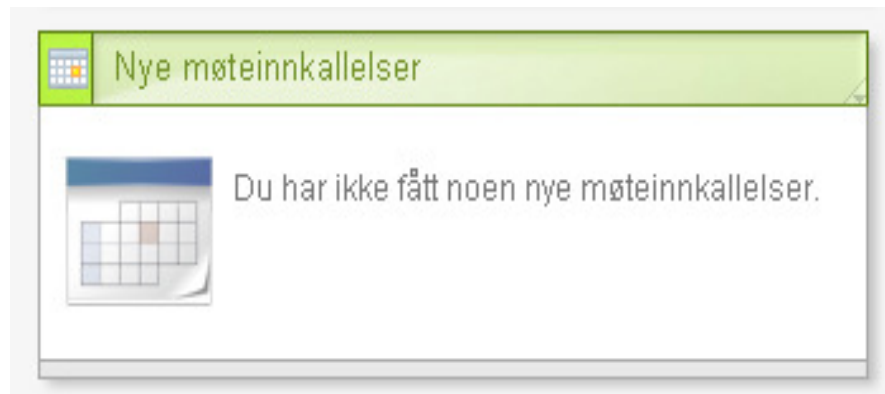 Nye møteinnkallelser
Du har ikke fått noen nye møteinnkallelser.